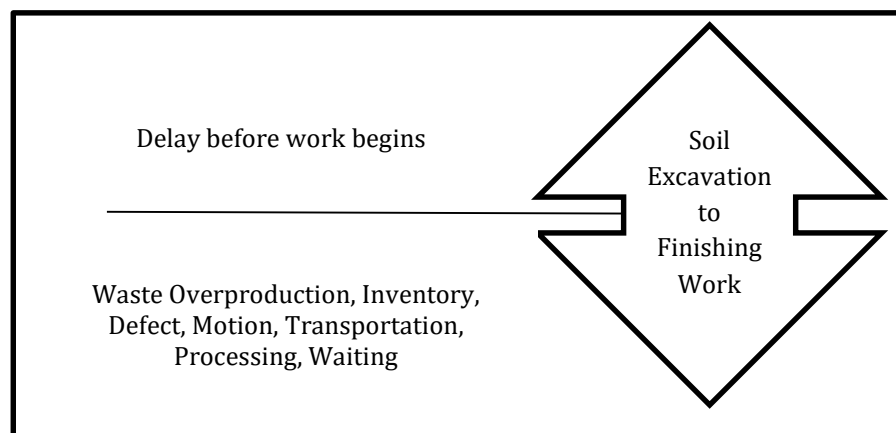 Delay before work begins
Waste Overproduction, Inventory,
Defect, Motion, Transportation,
Processing, Waiting
Soil
Excavation
to
Finishing
Work